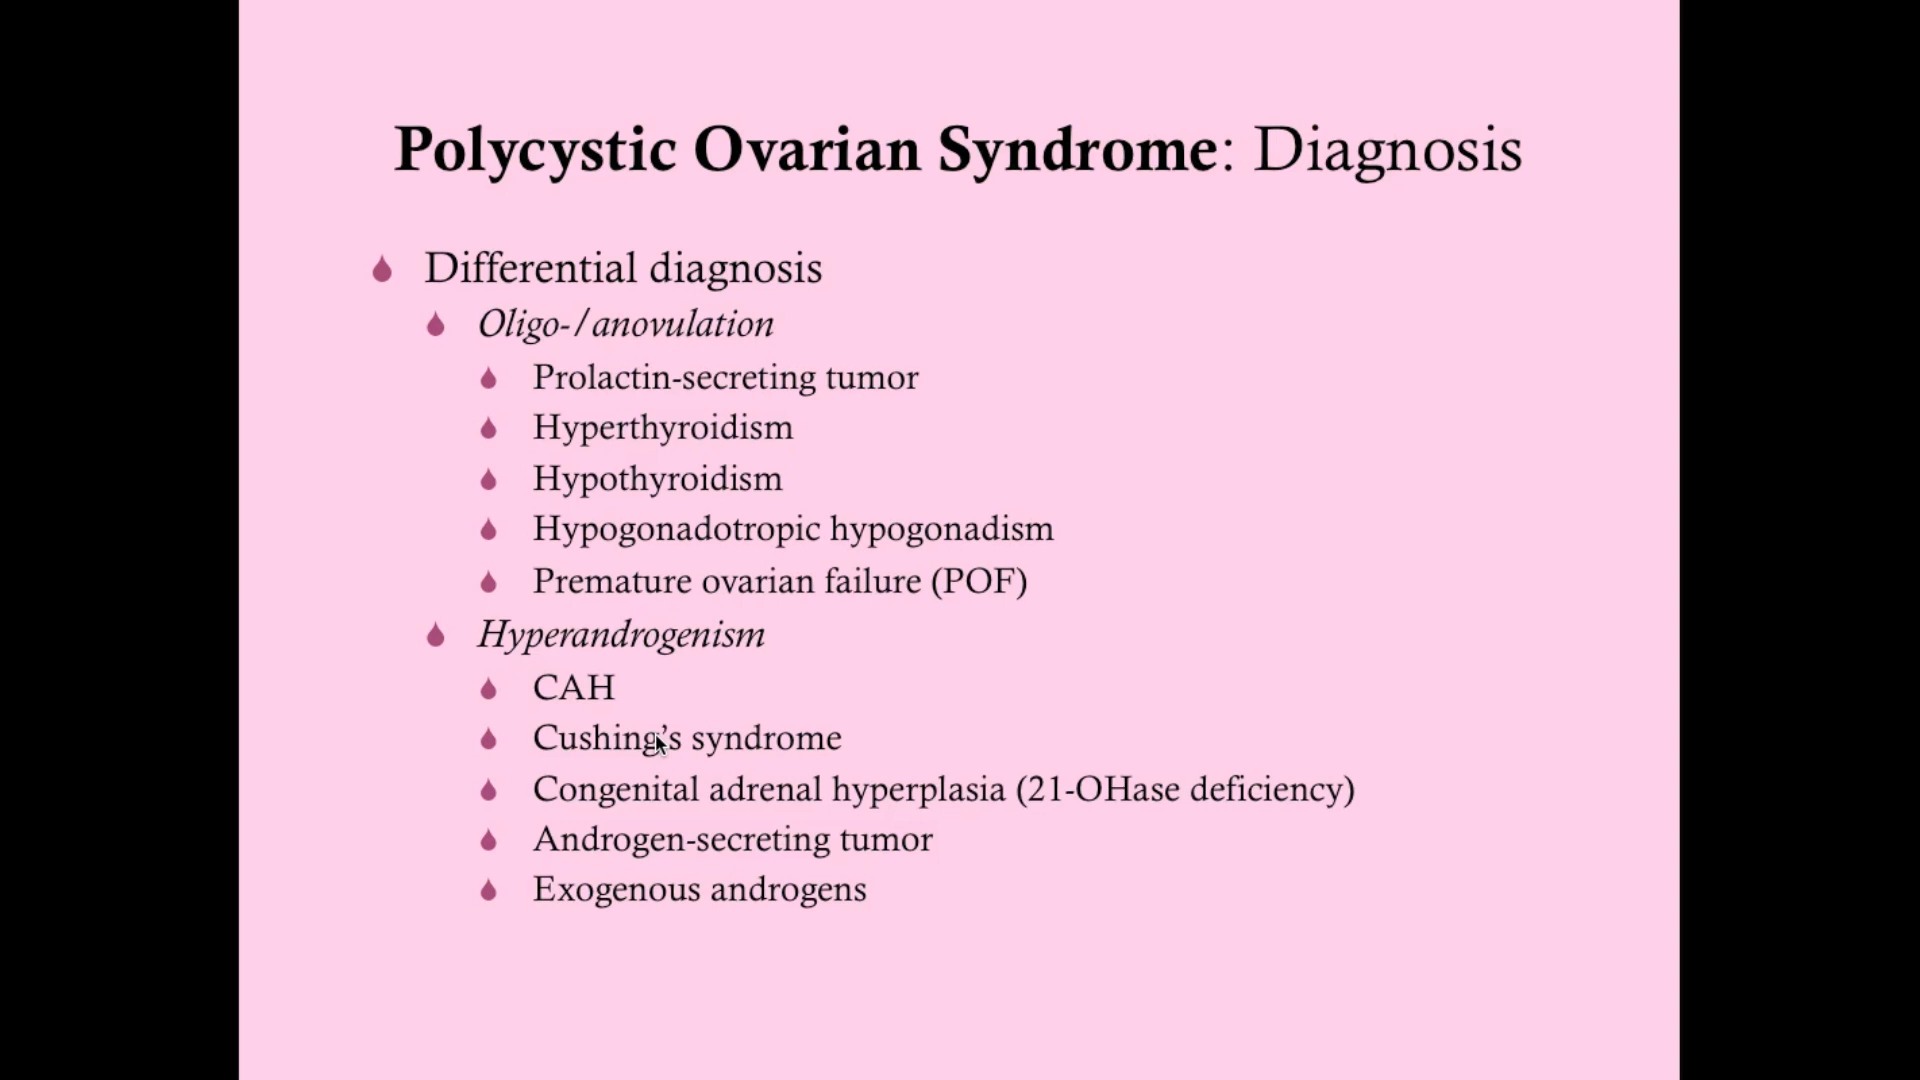 Polycystic Ovarian Syndrome: Diagnosis
Differential diagnosis
Oligo-/anovulation
Prolactin-secreting tumor
Hyperthyroidism
Hypothyroidism
Hypogonadotropic hypogonadism
Premature ovarian failure (POF)
Hyperandrogenism
CAH
Cushing's syndrome
Congenital adrenal hyperplasia (21-OHase deficiency)
Androgen-secreting tumor
Exogenous androgens